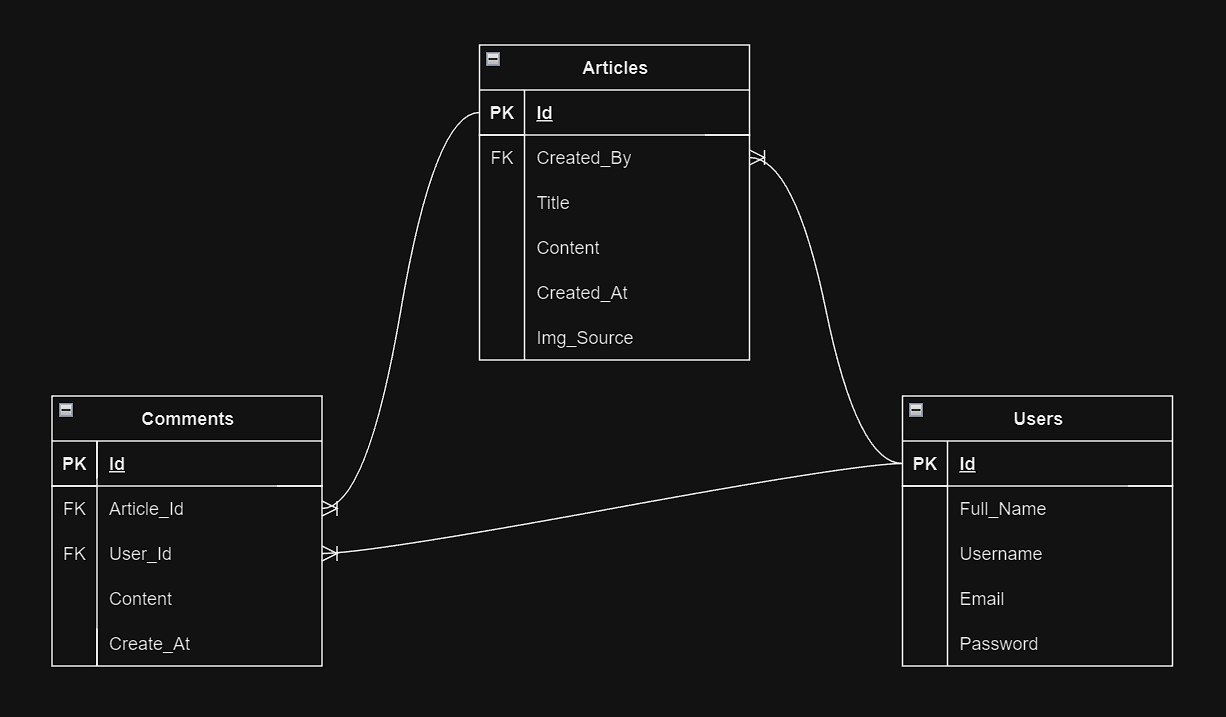 Articles
PK Id
FK Created_By
Title
Content
Created_At
Img_Source
Comments
PK Id
FK Article_Id
FK User_Id
Content
Create_At
Users
PK Id
Full_Name
Username
Email
Password